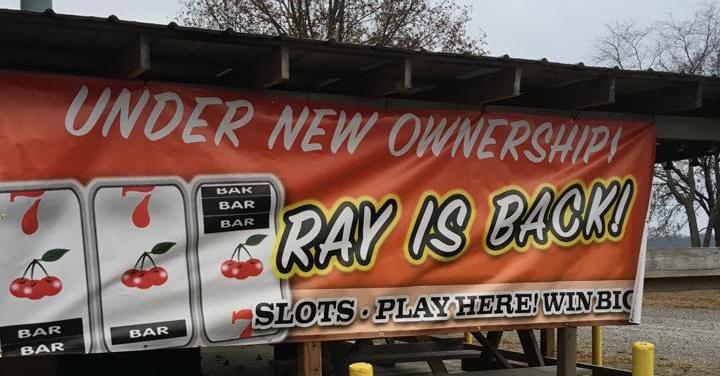 UNDER NEW OWNERSHIP!
7 7 BAR
BAR
BAR
RAY IS BACK!
SLOTS · PLAY HERE! WIN BIG
7
BAR BAR
BAR